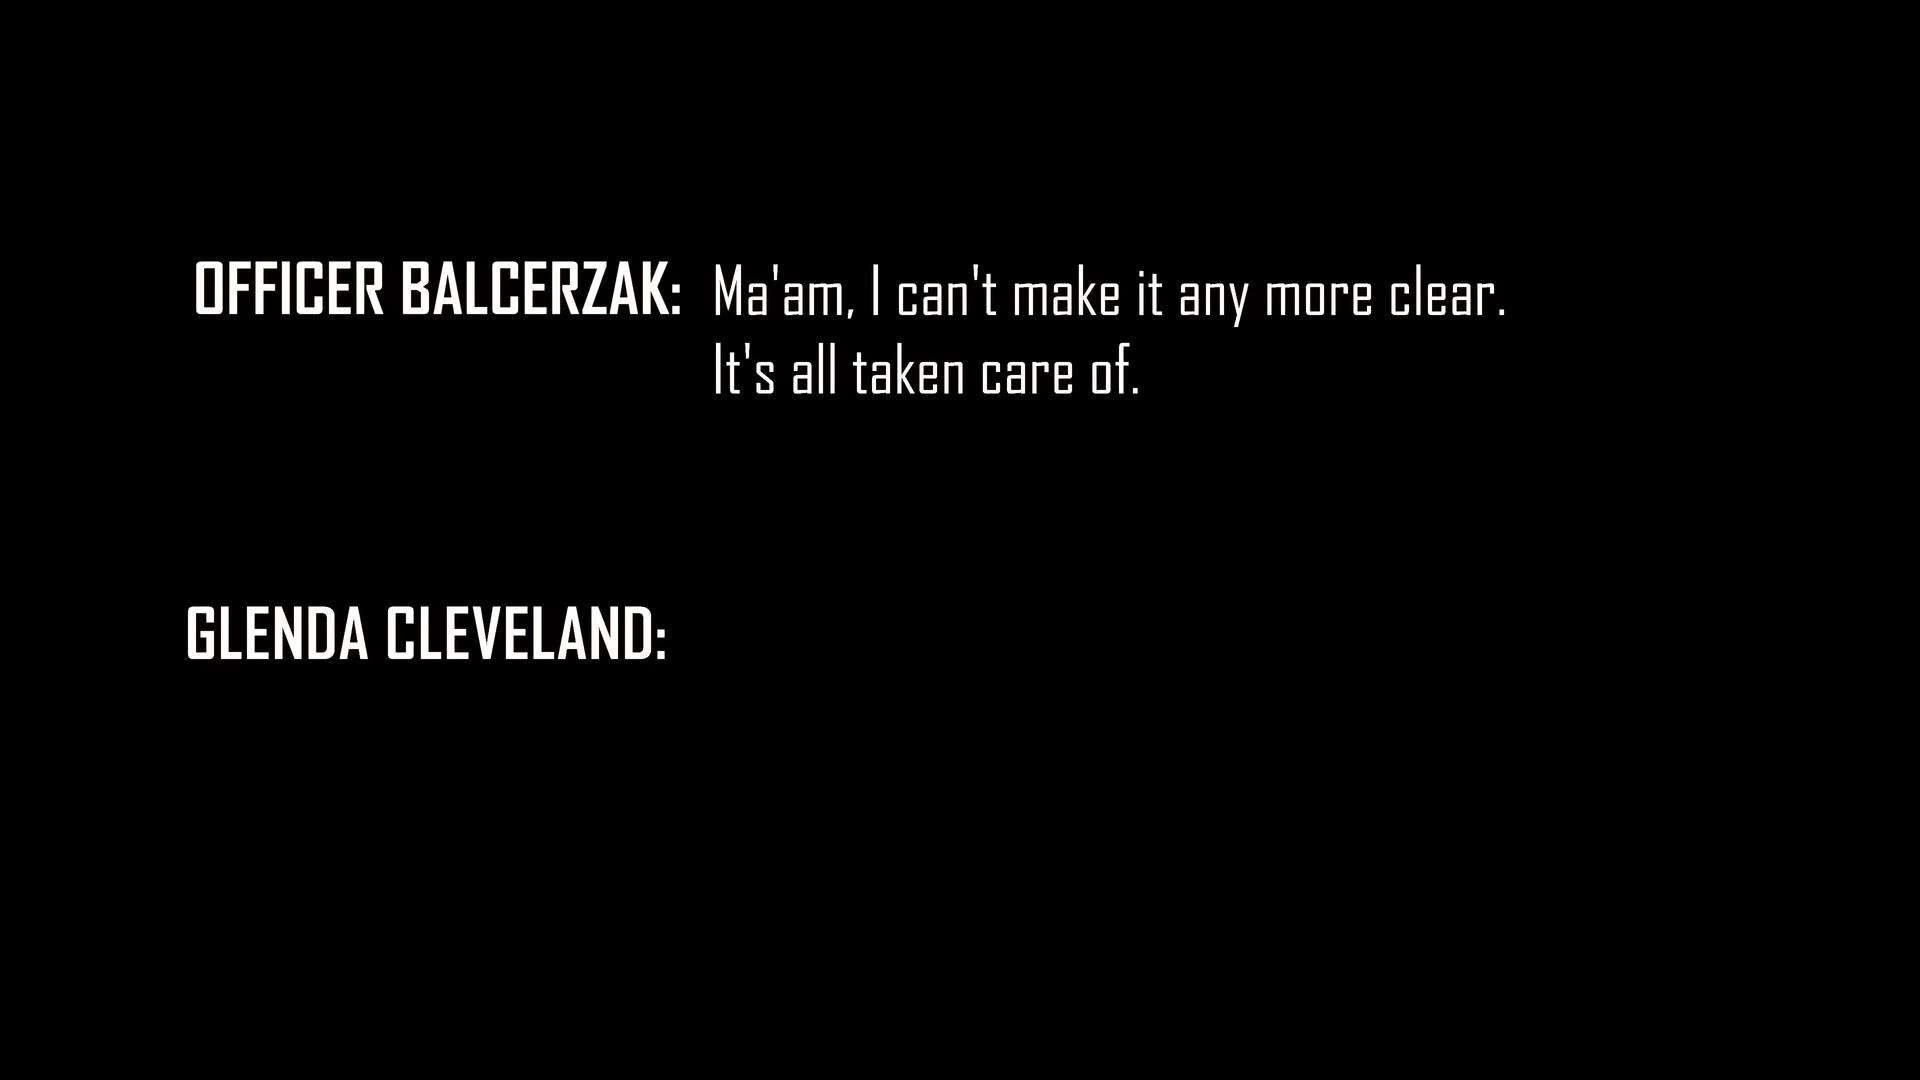 OFFICER BALCERZAK: Ma'am, I can't make it any more clear.
It's all taken care of.
GLENDA CLEVELAND: